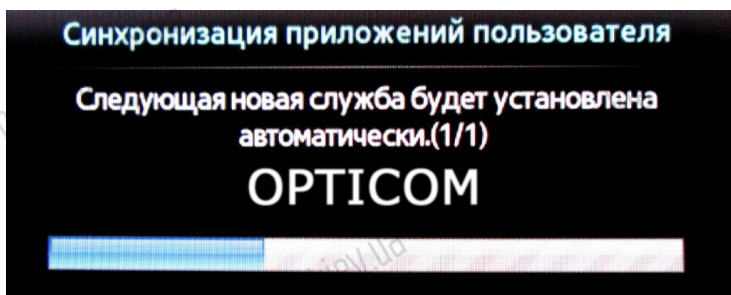 Синхронизация приложений пользователя
Следующая новая служба будет установлена
автоматически.(1/1)
OPTICOM